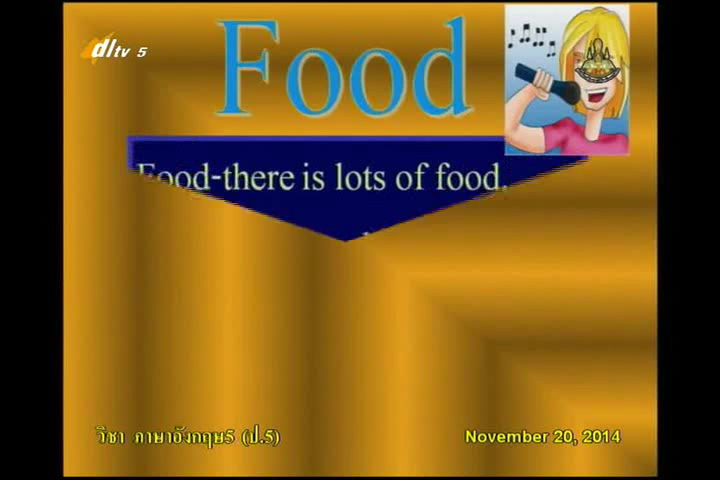 dltv 5
Food
Food-there is lots of food.
วิชา ภาษาอังกฤษ5 (ป.5)
November 20, 2014